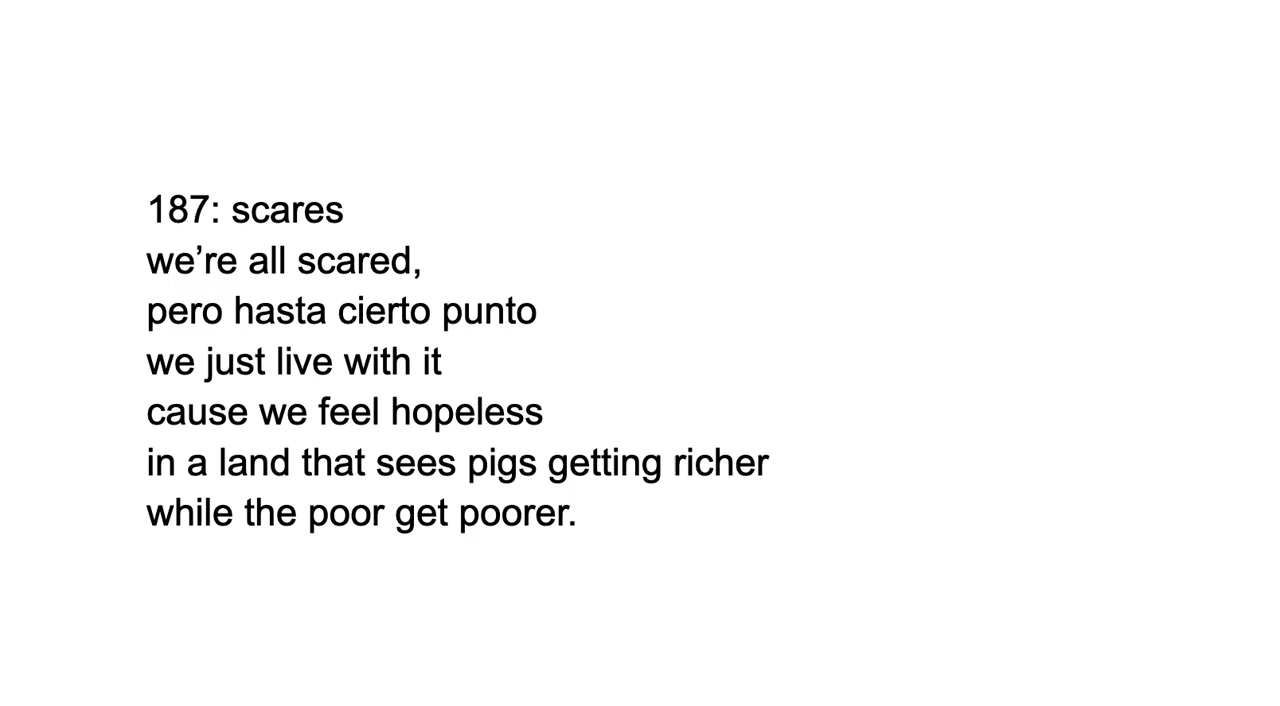 187: scares
we’re all scared,
pero hasta cierto punto
we just live with it
cause we feel hopeless
in a land that sees pigs getting richer
while the poor get poorer.